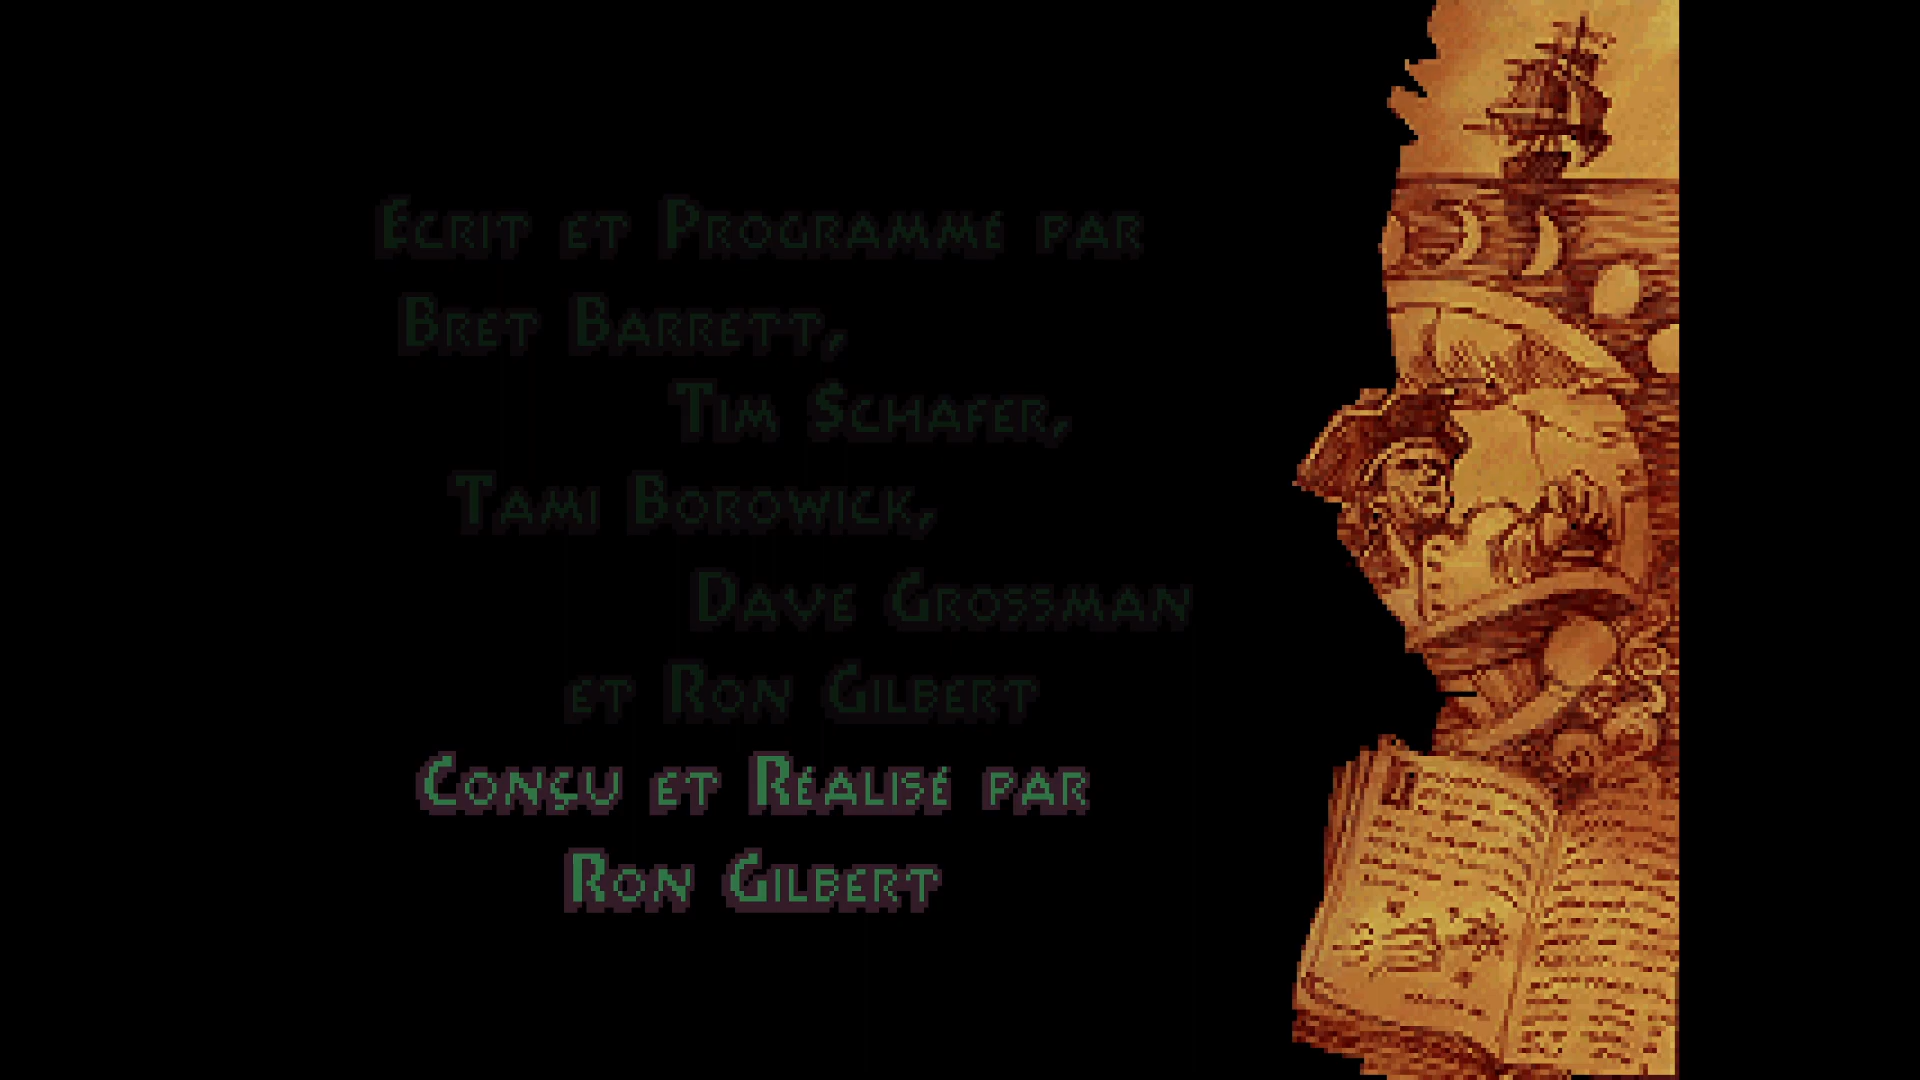 Ecrit et Programmé par
Bret Barrett,
Tim Schafer,
Tami Borowick,
Dave Grossman
et Ron Gilbert
Conçu et Réalisé par
Ron Gilbert